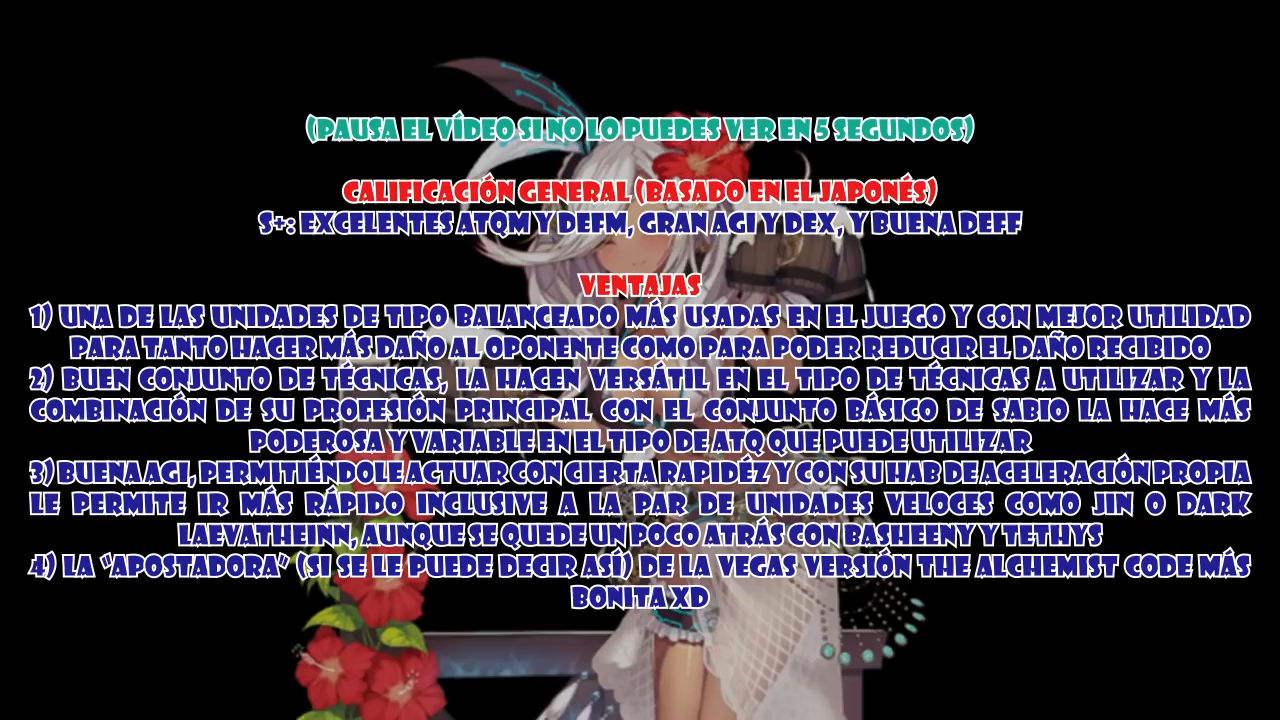 (PAUSA EL VÍDEO SI NO LO PUEDES VER EN 5 SEGUNDOS)
CALIFICACIÓN GENERAL (BASADO EN EL JAPONÉS)
S+: EXCELENTES ATQM Y DEFM, GRAN AGI Y DEX, Y BUENA DEFF
VENTAJAS
1) UNA DE LAS UNIDADES DE TIPO BALANCEADO MÁS USADAS EN EL JUEGO Y CON MEJOR UTILIDAD
PARA TANTO HACER MÁS DAÑO AL OPONENTE COMO PARA PODER REDUCIR EL DAÑO RECIBIDO
2) BUEN CONJUNTO DE TÉCNICAS, LA HACEN VERSÁTIL EN EL TIPO DE TÉCNICAS A UTILIZAR Y LA
COMBINACIÓN DE SU PROFESIÓN PRINCIPAL CON EL CONJUNTO BÁSICO DE SABIO LA HACE MÁS
PODEROSA Y VARIABLE EN EL TIPO DE ATQ QUE PUEDE UTILIZAR
3) BUENA AGI, PERMITIÉNDOLE ACTUAR CON CIERTA RAPIDÉZ Y CON SU HAB DE ACELERACIÓN PROPIA
LE PERMITE IR MÁS RÁPIDO INCLUSIVE A LA PAR DE UNIDADES VELOCES COMO JIN O DARK
LAEVATHEINN, AUNQUE SE QUEDE UN POCO ATRÁS CON BASHEENY Y TETHYS
4) LA "APOSTADORA" (SI SE LE PUEDE DECIR ASÍ) DE LA VEGAS VERSIÓN THE ALCHEMIST CODE MÁS
BONITA XD